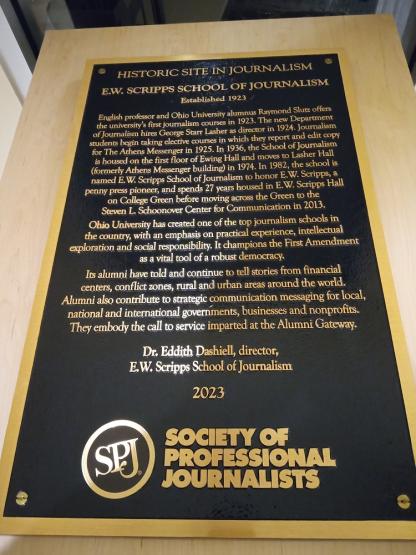 HISTORIC SITE IN JOURNALISM
E.W. SCRIPPS SCHOOL OF JOURNALISM
Established 1923
English professor and Ohio University alumnus Raymond Slutz offers
the university's first journalism courses in 1923. The new Department
of Journalism hires George Starr Lasher as director in 1924. Journalism
students begin taking elective courses in which they report and edit copy
for The Athens Messenger in 1925. In 1936, the School of Journalism
is housed on the first floor of Ewing Hall and moves to Lasher Hall
(formerly Athens Messenger building) in 1974. In 1982, the school is
named E.W. Scripps School of Journalism to honor E.W. Scripps, a
penny press pioneer, and spends 27 years housed in E.W. Scripps Hall
on College Green before moving across the Green to the
Steven L. Schoonover Center for Communication in 2013.
Ohio University has created one of the top journalism schools in
the country, with an emphasis on practical experience, intellectual
exploration and social responsibility. It champions the First Amendment
as a vital tool of a robust democracy.
Its alumni have told and continue to tell stories from financial
centers, conflict zones, rural and urban areas around the world.
Alumni also contribute to strategic communication messaging for local,
national and international governments, businesses and nonprofits.
They embody the call to service imparted at the Alumni Gateway.
Dr. Eddith Dashiell, director,
E.W. Scripps School of Journalism
2023
SPJ
SOCIETY OF
PROFESSIONAL
JOURNALISTS